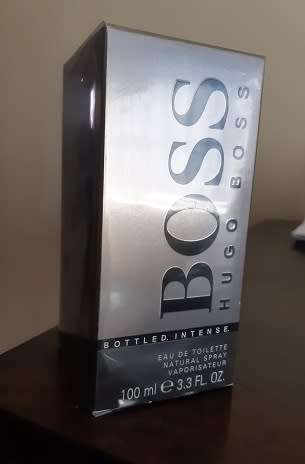 BOSS
HUGO BOSS
BOTTLED. INTENSE.
EAU DE TOILETTE
NATURAL SPRAY
VAPORISATEUR
100 ml ℮ 3.3 FL. OZ.